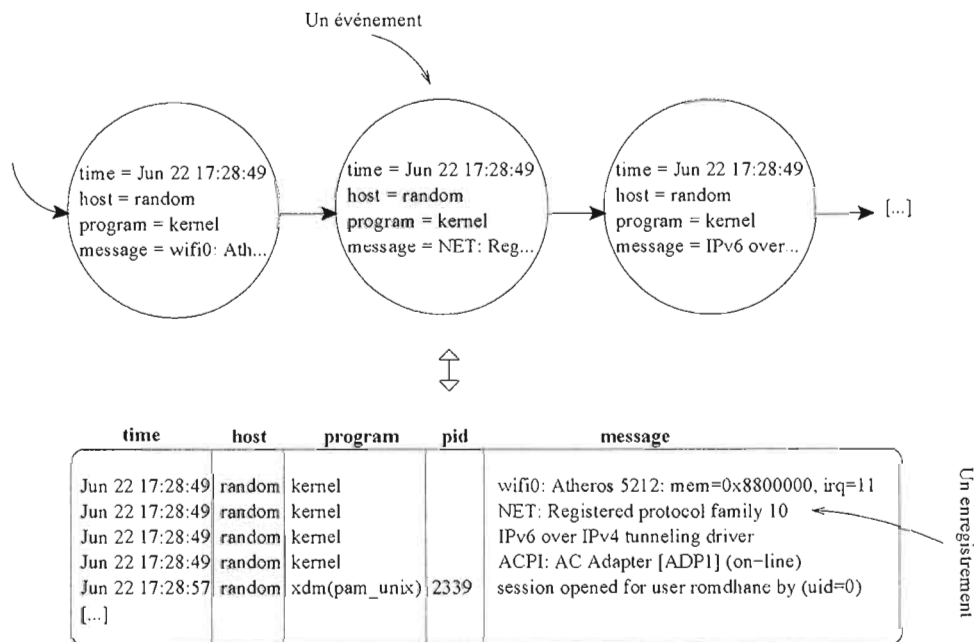 Un événement
time = Jun 22 17:28:49
host = random
program = kernel
message = wifi0: Ath...
time = Jun 22 17:28:49
host = random
program = kernel
message = NET: Reg...
time = Jun 22 17:28:49
host = random
program = kernel
message = IPv6 over...
[...]
time host program pid message
Jun 22 17:28:49 random kernel wifi0: Atheros 5212: mem=0x8800000, irq=11
Jun 22 17:28:49 random kernel NET: Registered protocol family 10
Jun 22 17:28:49 random kernel IPv6 over IPv4 tunneling driver
Jun 22 17:28:49 random kernel ACPI: AC Adapter [ADP1] (on-line)
Jun 22 17:28:57 random xdm(pam_unix) 2339 session opened for user romdhane by (uid=0)
[...]
Un enregistrement